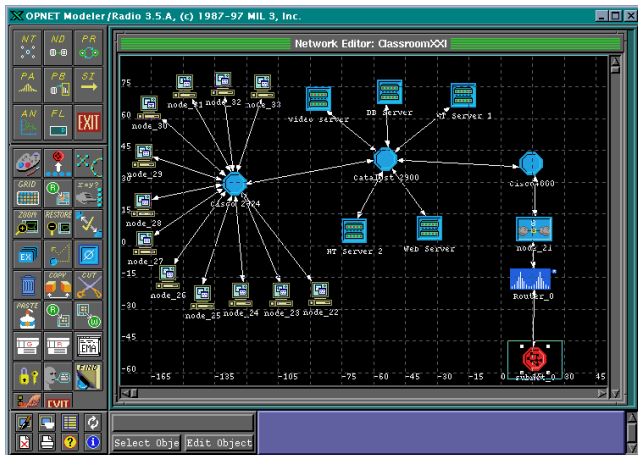 OPNET Modeler/Radio 3.5.A, (c) 1987-97 MIL 3, Inc.
Network Editor: ClassroomXXI
NT ND PR
PA PB SI
AN FL EXIT
GRID
ZOOM RESTORE
EX
COPY CUT
PASTE
EMA
FIND
EXIT
75
60
45
30
15
0
-15
-30
-45
-60
-165 -135 -105 -90 -60 -30 0 30 45
node_31 node_32 node_33
node_30
node_29
node_28
node_27
node_26
node_25 node_24 node_23 node_22
Cisco 2924
Video Server
DB Server
NT Server 1
Catalyst 2900
NT Server 2
Web Server
node_21
Router_0
subnet_0
Select Obje
Edit Object